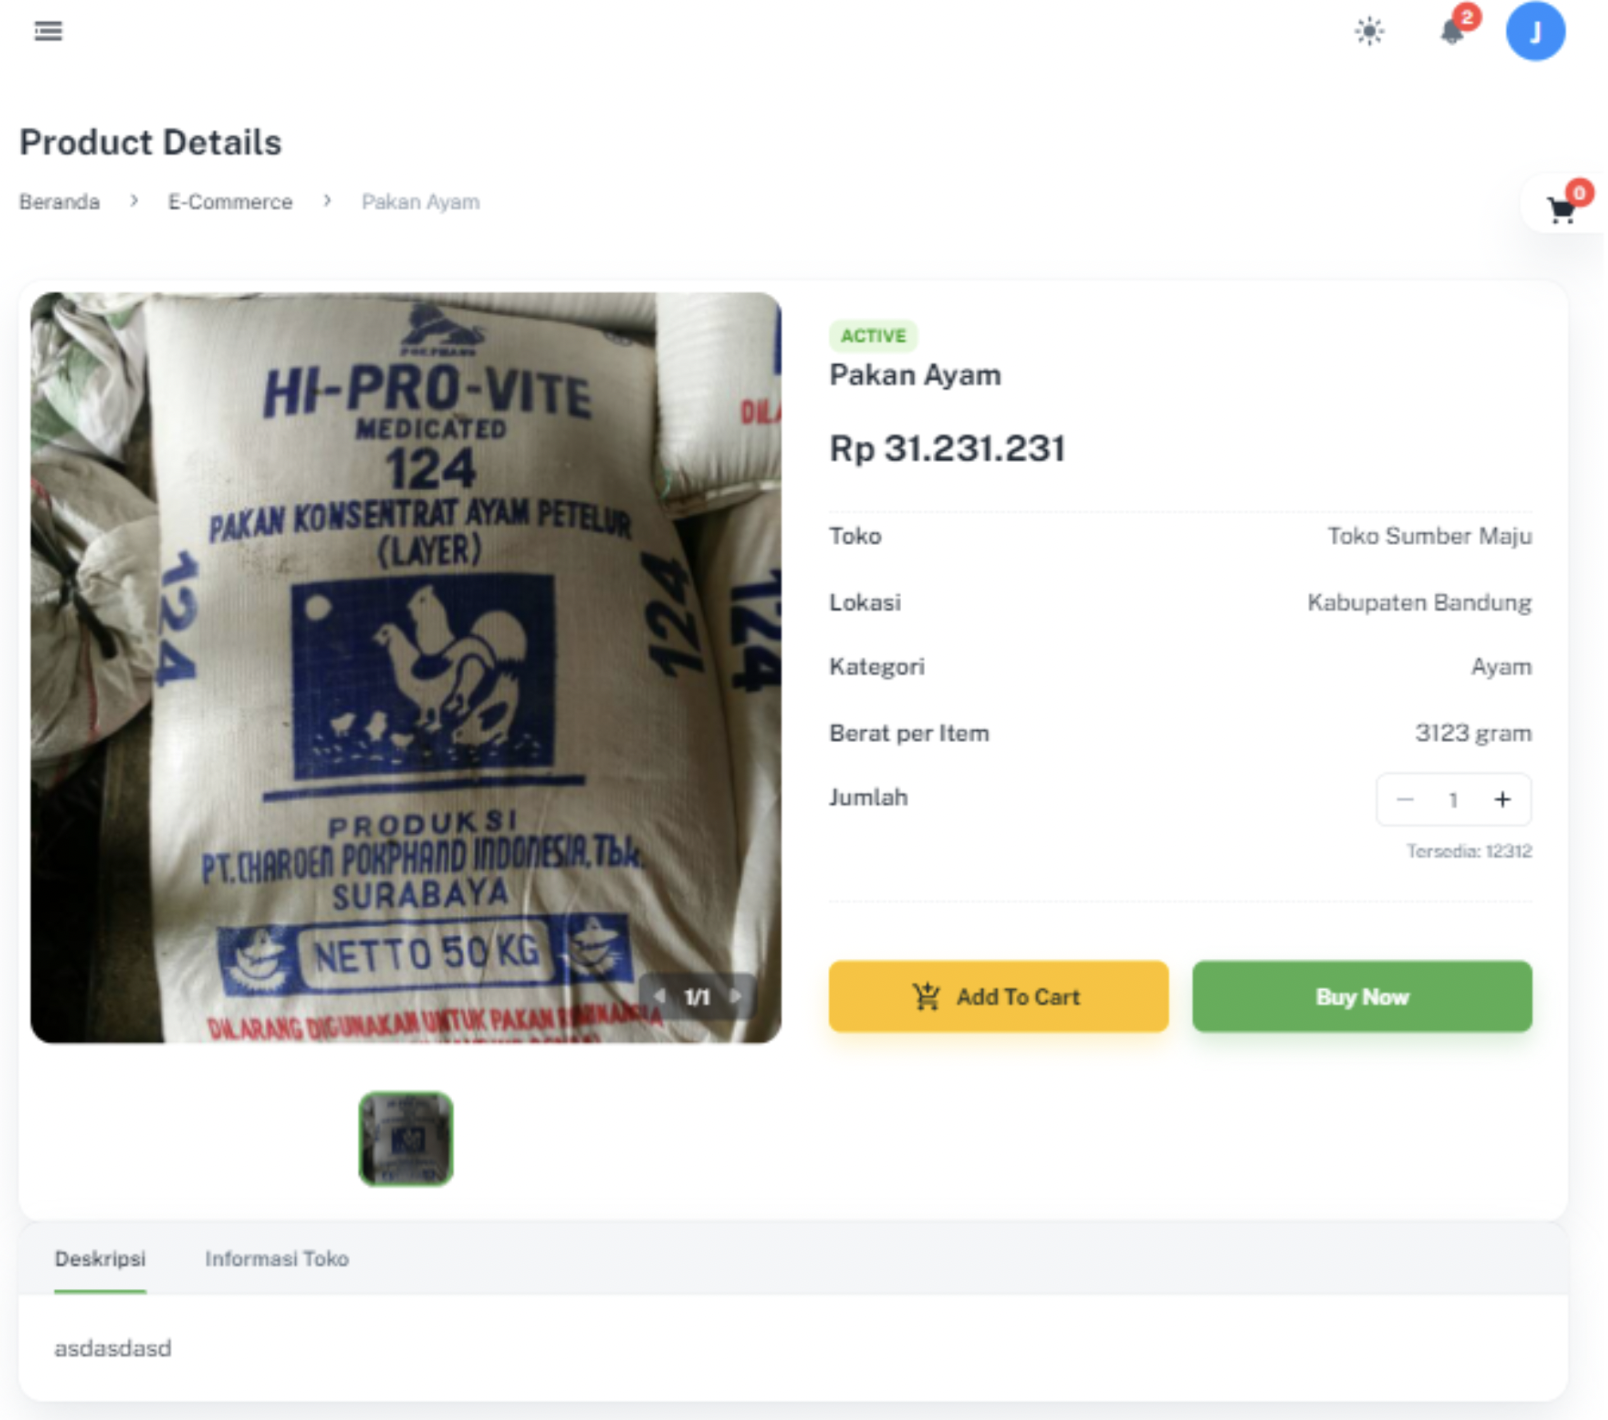 2
J
Product Details
Beranda > E-Commerce > Pakan Ayam
0
POKPHAND
HI-PRO-VITE
MEDICATED
124
PAKAN KONSENTRAT AYAM PETELUR
(LAYER)
124
124
124
PRODUKSI
PT. CHAROEN POKPHAND INDONESIA, Tbk.
SURABAYA
NETTO 50 KG
DILARANG DIGUNAKAN UNTUK PAKAN
1/1
ACTIVE
Pakan Ayam
Rp 31.231.231
Toko Toko Sumber Maju
Lokasi Kabupaten Bandung
Kategori Ayam
Berat per Item 3123 gram
Jumlah − 1 +
Tersedia: 12312
Add To Cart Buy Now
Deskripsi Informasi Toko
asdasdasd